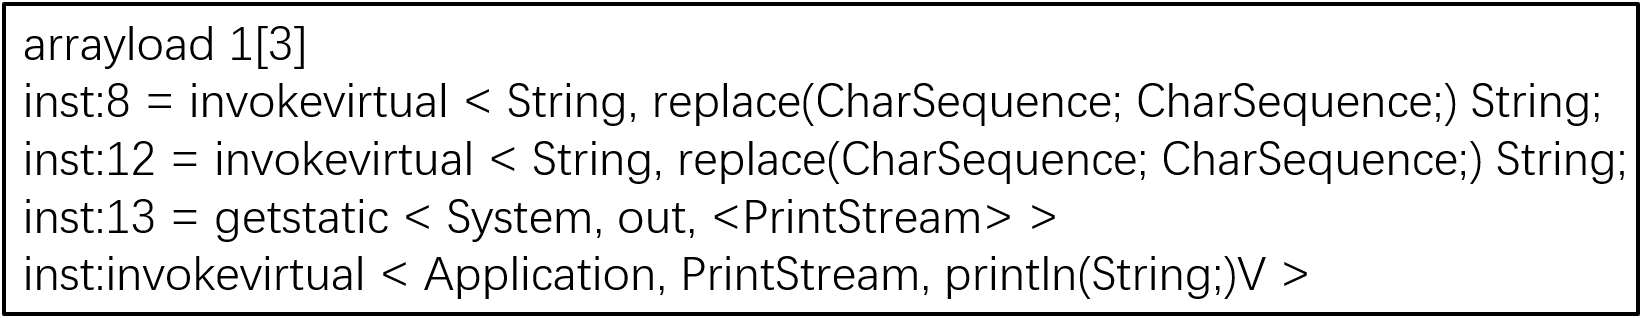 arrayload 1[3]
inst:8 = invokevirtual < String, replace(CharSequence; CharSequence;) String;
inst:12 = invokevirtual < String, replace(CharSequence; CharSequence;) String;
inst:13 = getstatic < System, out, <PrintStream> >
inst:invokevirtual < Application, PrintStream, println(String;)V >